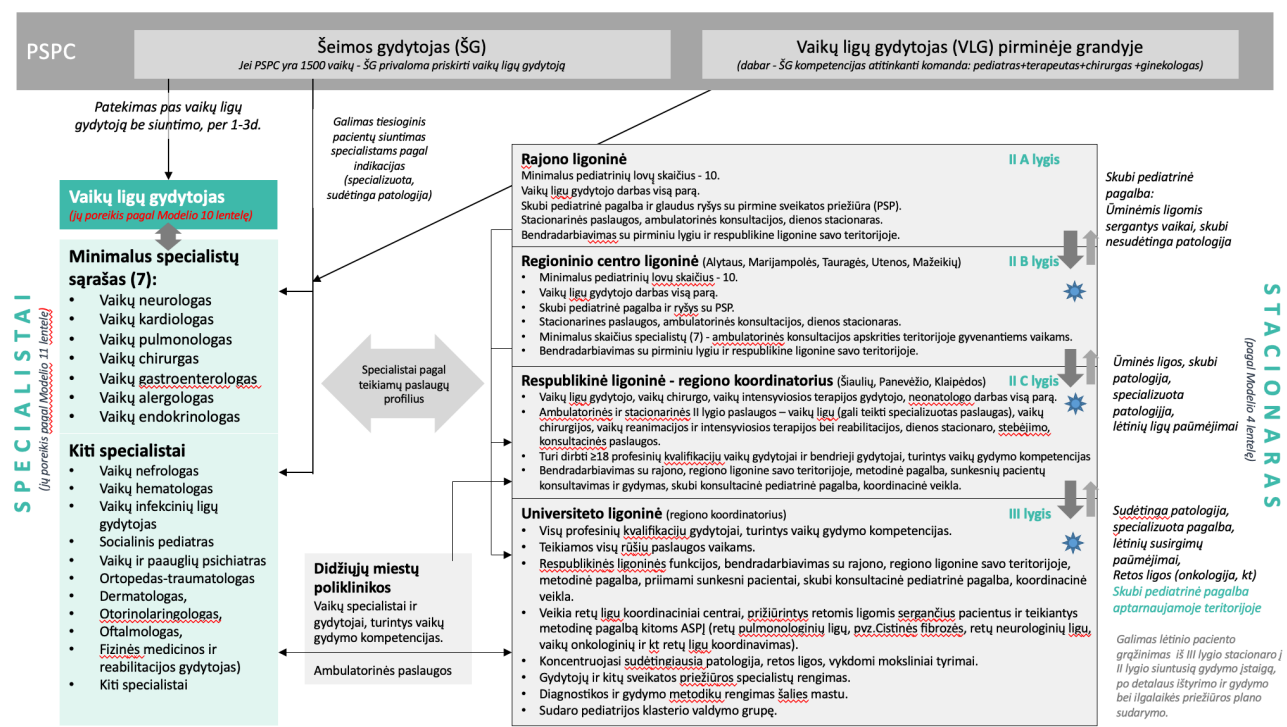 PSPC
Šeimos gydytojas (ŠG)
Jei PSPC yra 1500 vaikų - ŠG privaloma priskirti vaikų ligų gydytoją
Vaikų ligų gydytojas (VLG) pirminėje grandyje
(dabar - ŠG kompetencijas atitinkanti komanda: pediatras+terapeutas+chirurgas +ginekologas)
Patekimas pas vaikų ligų
gydytoją be siuntimo, per 1-3d.
Galimas tiesioginis
pacientų siuntimas
specialistams pagal
indikacijas
(specializuota,
sudėtinga patologija)
SPECIALISTAI
(jų poreikis pagal Modelio 11 lentelę)
Vaikų ligų gydytojas
(jų poreikis pagal Modelio 10 lentelę)
Minimalus specialistų
sąrašas (7):
• Vaikų neurologas
• Vaikų kardiologas
• Vaikų pulmonologas
• Vaikų chirurgas
• Vaikų gastroenterologas
• Vaikų alergologas
• Vaikų endokrinologas
Kiti specialistai
• Vaikų nefrologas
• Vaikų hematologas
• Vaikų infekcinių ligų
gydytojas
• Socialinis pediatras
• Vaikų ir paauglių psichiatras
• Ortopedas-traumatologas
• Dermatologas,
• Otorinolaringologas,
• Oftalmologas,
• Fizinės medicinos ir
reabilitacijos gydytojas)
• Kiti specialistai
Specialistai pagal
teikiamų paslaugų
profilius
Didžiųjų miestų
poliklinikos
Vaikų specialistai ir
gydytojai, turintys vaikų
gydymo kompetencijas.
Ambulatorinės paslaugos
Rajono ligoninė II A lygis
Minimalus pediatrinių lovų skaičius - 10.
Vaikų ligų gydytojo darbas visą parą.
Skubi pediatrinė pagalba ir glaudus ryšys su pirmine sveikatos priežiūra (PSP).
Stacionarinės paslaugos, ambulatorinės konsultacijos, dienos stacionaras.
Bendradarbiavimas su pirminiu lygiu ir respublikine ligonine savo teritorijoje.
Regioninio centro ligoninė (Alytaus, Marijampolės, Tauragės, Utenos, Mažeikių) II B lygis
• Minimalus pediatrinių lovų skaičius - 10.
• Vaikų ligų gydytojo darbas visą parą.
• Skubi pediatrinė pagalba ir ryšys su PSP.
• Stacionarines paslaugos, ambulatorinės konsultacijos, dienos stacionaras.
• Minimalus skaičius specialistų (7) - ambulatorinės konsultacijos apskrities teritorijoje gyvenantiems vaikams.
• Bendradarbiavimas su pirminiu lygiu ir respublikine ligonine savo teritorijoje.
Respublikinė ligoninė - regiono koordinatorius (Šiaulių, Panevėžio, Klaipėdos) II C lygis
• Vaikų ligų gydytojo, vaikų chirurgo, vaikų intensyviosios terapijos gydytojo, neonatologo darbas visą parą.
• Ambulatorinės ir stacionarinės II lygio paslaugos – vaikų ligų (gali teikti specializuotas paslaugas), vaikų
chirurgijos, vaikų reanimacijos ir intensyviosios terapijos bei reabilitacijos, dienos stacionaro, stebėjimo,
konsultacinės paslaugos.
• Turi dirbti ≥18 profesinių kvalifikacijų vaikų gydytojai ir bendrieji gydytojai, turintys vaikų gydymo kompetencijas
• Bendradarbiavimas su rajono, regiono ligonine savo teritorijoje, metodinė pagalba, sunkesnių pacientų
konsultavimas ir gydymas, skubi konsultacinė pediatrinė pagalba, koordinacinė veikla.
Universiteto ligoninė (regiono koordinatorius) III lygis
• Visų profesinių kvalifikacijų gydytojai, turintys vaikų gydymo kompetencijas.
• Teikiamos visų rūšių paslaugos vaikams.
• Respublikinės ligoninės funkcijos, bendradarbiavimas su rajono, regiono ligonine savo teritorijoje,
metodinė pagalba, priimami sunkesni pacientai, skubi konsultacinė pediatrinė pagalba, koordinacinė
veikla.
• Veikia retų ligų koordinaciniai centrai, prižiūrintys retomis ligomis sergančius pacientus ir teikiantys
metodinę pagalbą kitoms ASPĮ (retų pulmonologinių ligų, pvz.Cistinės fibrozės, retų neurologinių ligų,
vaikų onkologinių ir kt retų ligų koordinavimas).
• Koncentruojasi sudėtingiausia patologija, retos ligos, vykdomi moksliniai tyrimai.
• Gydytojų ir kitų sveikatos priežiūros specialistų rengimas.
• Diagnostikos ir gydymo metodikų rengimas šalies mastu.
• Sudaro pediatrijos klasterio valdymo grupę.
Skubi pediatrinė
pagalba:
Ūminėmis ligomis
sergantys vaikai, skubi
nesudėtinga patologija
Ūminės ligos, skubi
patologija,
specializuota
patologijja,
lėtinių ligų paūmėjimai
Sudėtinga patologija,
specializuota pagalba,
lėtinių susirgimų
paūmėjimai,
Retos ligos (onkologija, kt)
Skubi pediatrinė pagalba
aptarnaujamoje teritorijoje
Galimas lėtinio paciento
grąžinimas iš III lygio stacionaro į
II lygio siuntusią gydymo įstaigą,
po detalaus ištyrimo ir gydymo
bei ilgalaikės priežiūros plano
sudarymo.
STACIONARAS
(pagal Modelio 4 lentelę)